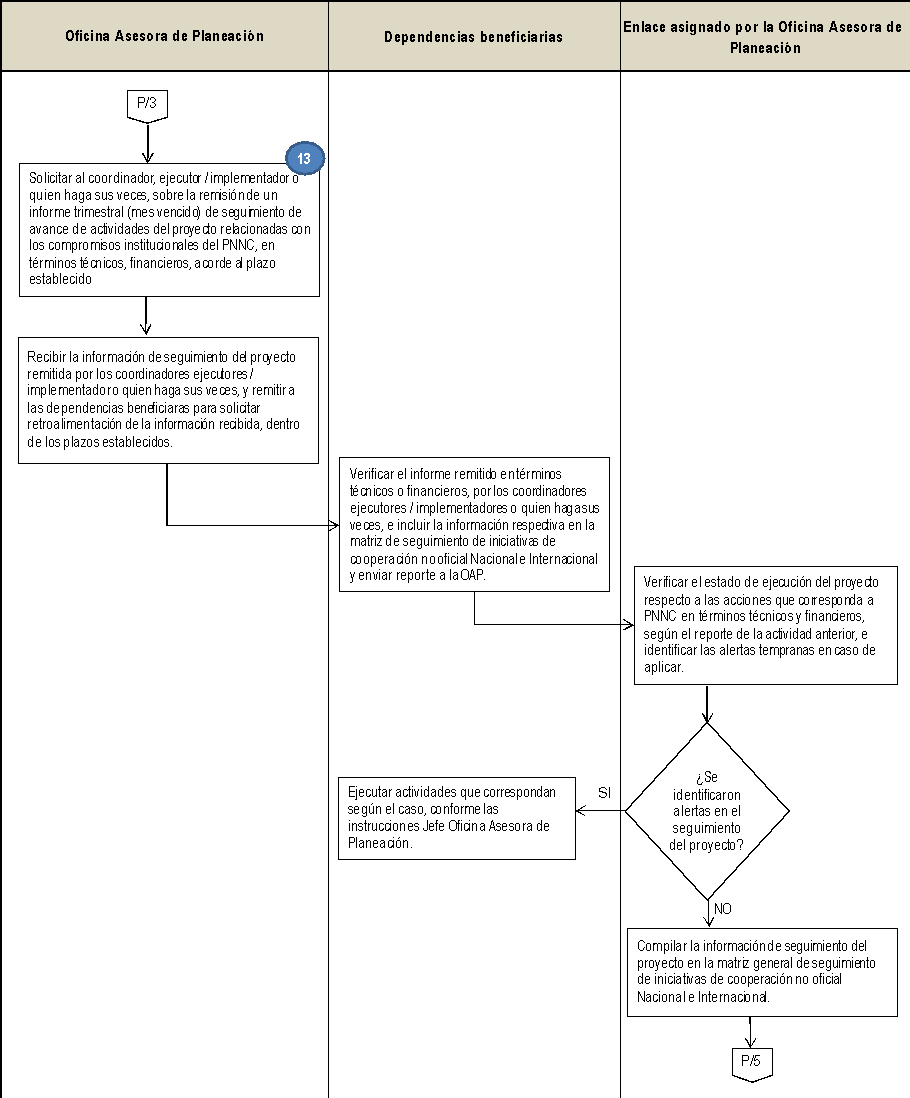 Oficina Asesora de Planeación
Dependencias beneficiarias
Enlace asignado por la Oficina Asesora de
Planeación
P/3
13
Solicitar al coordinador, ejecutor / implementador o
quien haga sus veces, sobre la remisión de un
informe trimestral (mes vencido) de seguimiento de
avance de actividades del proyecto relacionadas con
los compromisos institucionales del PNNC, en
términos técnicos, financieros, acorde al plazo
establecido
Recibir la información de seguimiento del proyecto
remitida por los coordinadores ejecutores /
implementador o quien haga sus veces, y remitir a
las dependencias beneficiaras para solicitar
retroalimentación de la información recibida, dentro
de los plazos establecidos.
Verificar el informe remitido en términos
técnicos o financieros, por los coordinadores
ejecutores / implementadores o quien haga sus
veces, e incluir la información respectiva en la
matriz de seguimiento de iniciativas de
cooperación no oficial Nacional e Internacional
y enviar reporte a la OAP.
Verificar el estado de ejecución del proyecto
respecto a las acciones que corresponda a
PNNC en términos técnicos y financieros,
según el reporte de la actividad anterior, e
identificar las alertas tempranas en caso de
aplicar.
¿Se
identificaron
alertas en el
seguimiento
del proyecto?
SI
Ejecutar actividades que correspondan
según el caso, conforme las
instrucciones Jefe Oficina Asesora de
Planeación.
NO
Compilar la información de seguimiento del
proyecto en la matriz general de seguimiento
de iniciativas de cooperación no oficial
Nacional e Internacional.
P/5